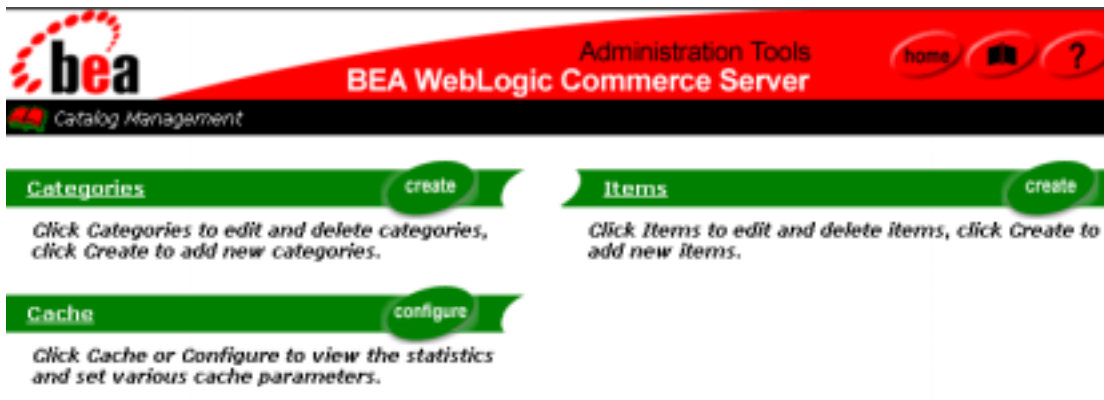 bea
Administration Tools
BEA WebLogic Commerce Server
home
?
Catalog Management
Categories
create
Click Categories to edit and delete categories,
click Create to add new categories.
Items
create
Click Items to edit and delete items, click Create to
add new items.
Cache
configure
Click Cache or Configure to view the statistics
and set various cache parameters.